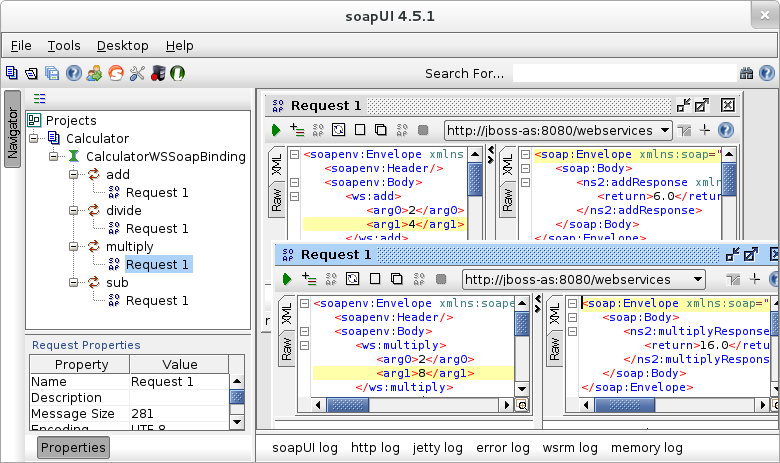 soapUI 4.5.1
File Tools Desktop Help
Search For...
Navigator
Projects
Calculator
CalculatorWSSoapBinding
add
Request 1
divide
Request 1
multiply
Request 1
sub
Request 1
Request Properties
Property Value
Name Request 1
Description
Message Size 281
Encoding UTF-8
Properties
Request 1
http://jboss-as:8080/webservices
XML
Raw
<soapenv:Envelope xmlns
<soapenv:Header/>
<soapenv:Body>
<ws:add>
<arg0>2</arg0>
<arg1>4</arg1>
</ws:add>
XML
Raw
<soap:Envelope xmlns:soap="
<soap:Body>
<ns2:addResponse xml
<return>6.0</retu
</ns2:addResponse>
</soap:Body>
</soap:Envelope>
Request 1
http://jboss-as:8080/webservices
XML
Raw
<soapenv:Envelope xmlns:soape
<soapenv:Header/>
<soapenv:Body>
<ws:multiply>
<arg0>2</arg0>
<arg1>8</arg1>
</ws:multiply>
XML
Raw
<soap:Envelope xmlns:soap="
<soap:Body>
<ns2:multiplyResponse
<return>16.0</retu
</ns2:multiplyRespons
</soap:Body>
</soap:Envelope>
soapUI log http log jetty log error log wsrm log memory log